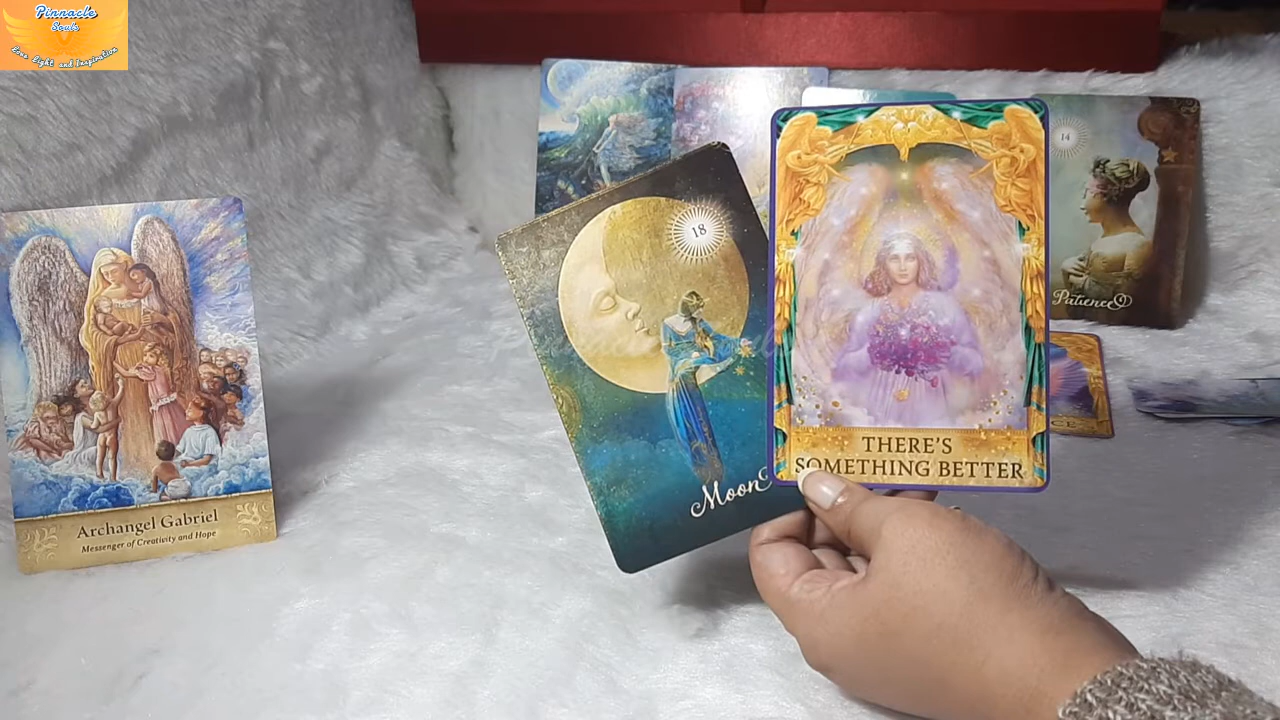 Pinnacle
Souls
Love Light and Inspiration
14
18
Patience
THERE'S
SOMETHING BETTER
Moon
Archangel Gabriel
Messenger of Creativity and Hope